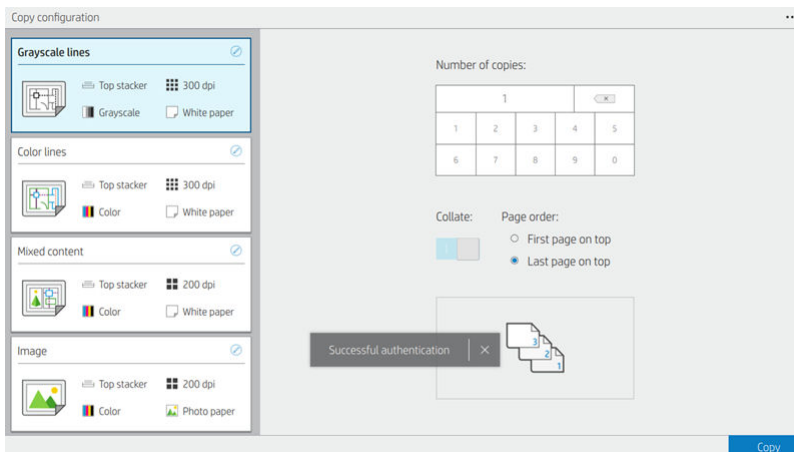 Copy configuration
Grayscale lines
Top stacker 300 dpi
Grayscale White paper
Color lines
Top stacker 300 dpi
Color White paper
Mixed content
Top stacker 200 dpi
Color White paper
Image
Top stacker 200 dpi
Color Photo paper
Number of copies:
1
1 2 3 4 5
6 7 8 9 0
Collate: Page order:
First page on top
Last page on top
Successful authentication
3
2
1
Copy